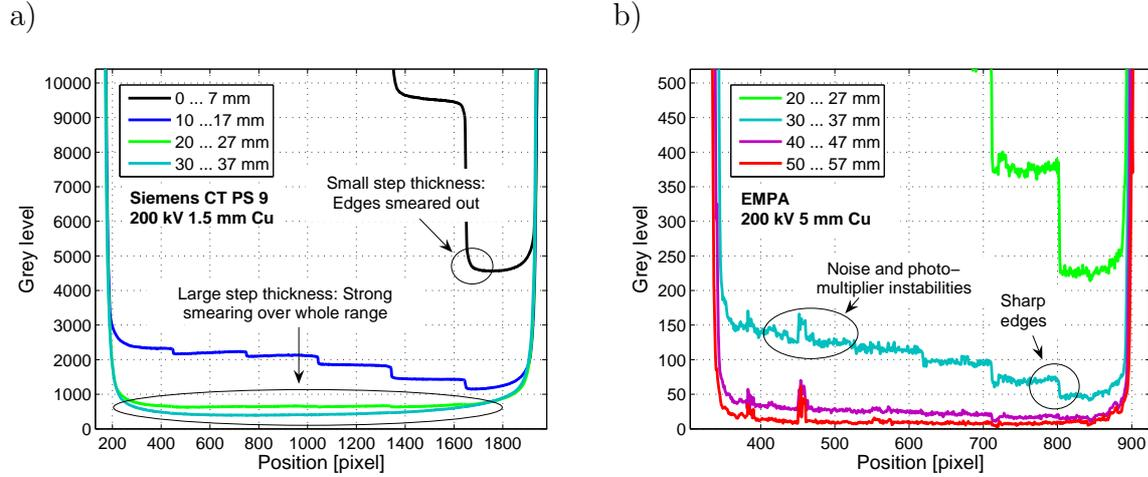 a)
10000
9000
8000
7000
6000
5000
4000
3000
2000
1000
0
Grey level
0 ... 7 mm
10 ...17 mm
20 ... 27 mm
30 ... 37 mm
Siemens CT PS 9
200 kV 1.5 mm Cu
Small step thickness:
Edges smeared out
Large step thickness: Strong
smearing over whole range
200 400 600 800 1000 1200 1400 1600 1800
Position [pixel]
b)
500
450
400
350
300
250
200
150
100
50
0
Grey level
20 ... 27 mm
30 ... 37 mm
40 ... 47 mm
50 ... 57 mm
EMPA
200 kV 5 mm Cu
Noise and photo−
multiplier instabilities
Sharp
edges
400 500 600 700 800 900
Position [pixel]